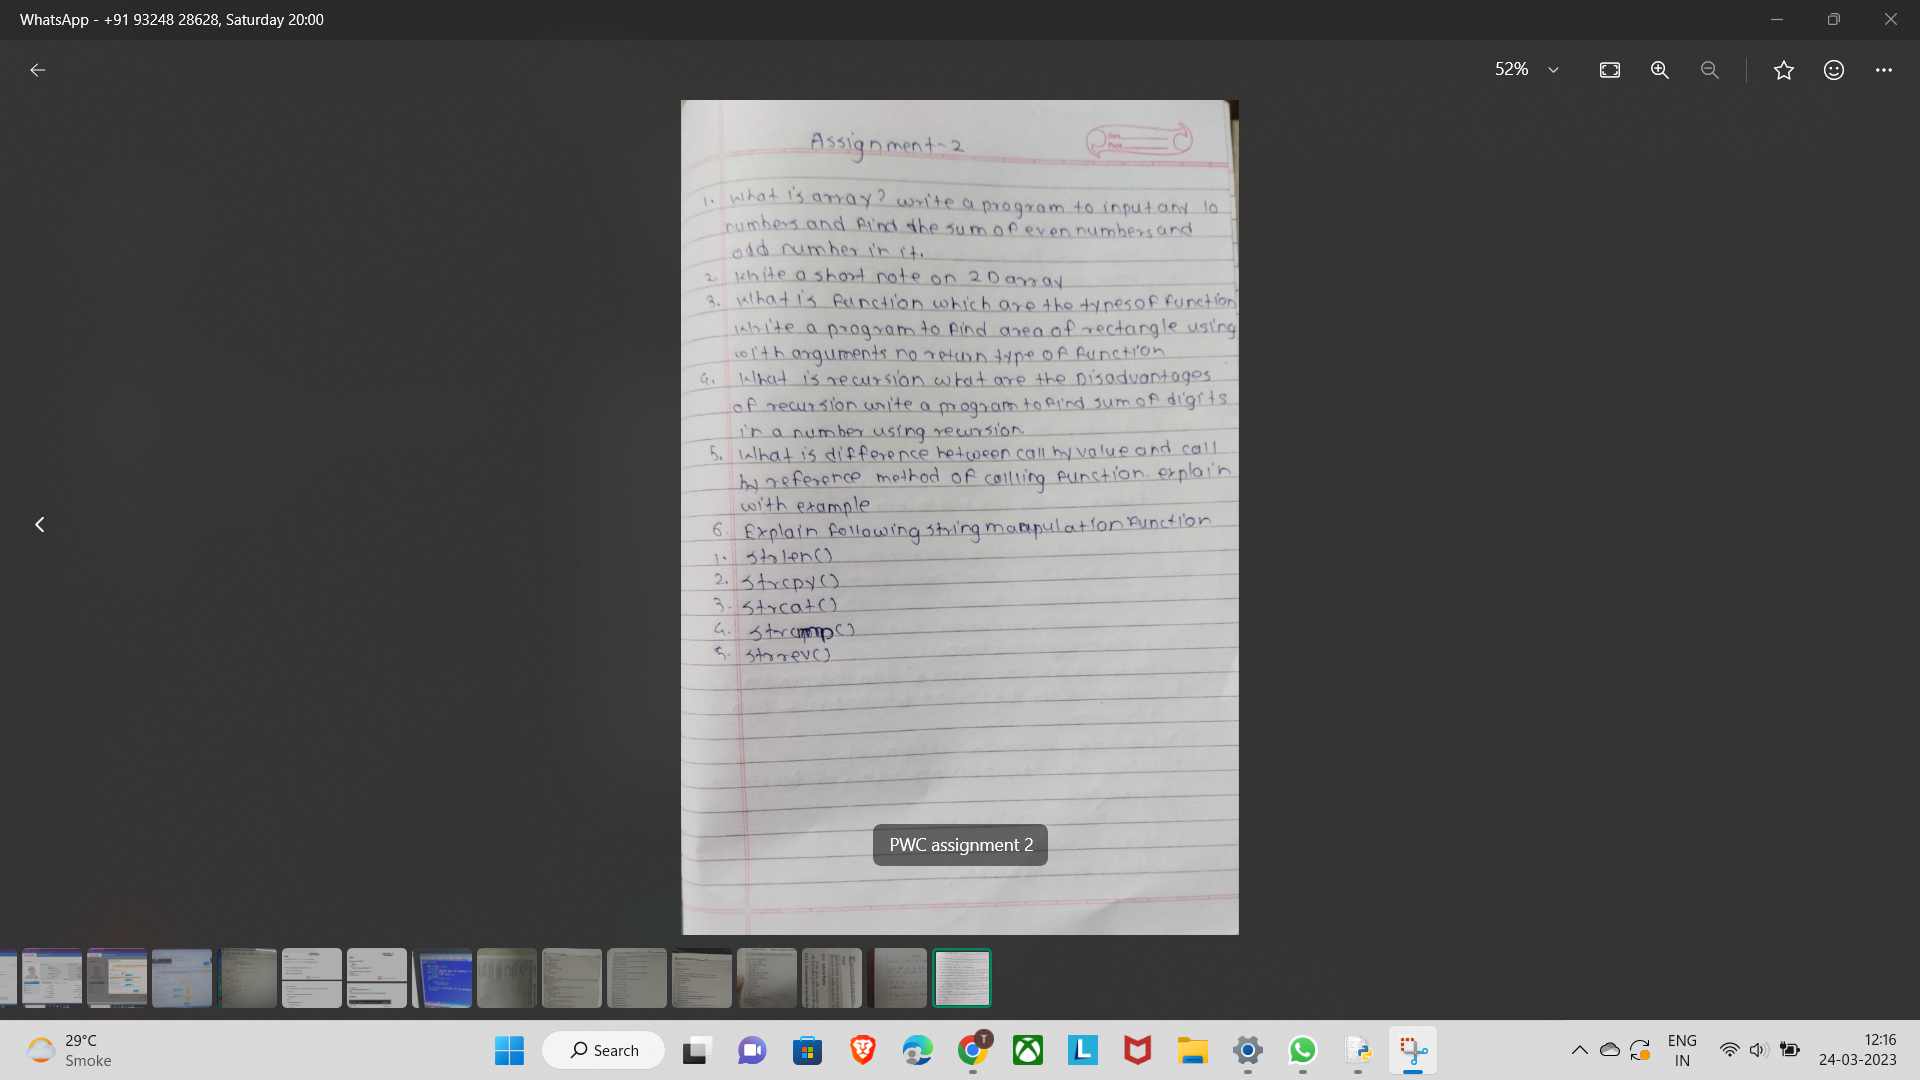 WhatsApp - +91 93248 28628, Saturday 20:00
52%
Assignment-2
Date
Page
1. What is array? write a program to input any 10
numbers and find the sum of even numbers and
odd number in it.
2. White a short note on 2D array
3. What is function which are the types of function
write a program to find area of rectangle using
with arguments no return type of function
4. What is recursion what are the Disadvantages
of recursion write a program to find sum of digits
in a number using recursion.
5. What is difference between call by value and call
by reference method of callling function. explain
with example
6. Explain following string manpulation function
1. strlen()
2. strcpy()
3. strcat()
4. strcmp()
5. strrev()
PWC assignment 2
29°C
Smoke
Search
T
L
ENG
IN
12:16
24-03-2023